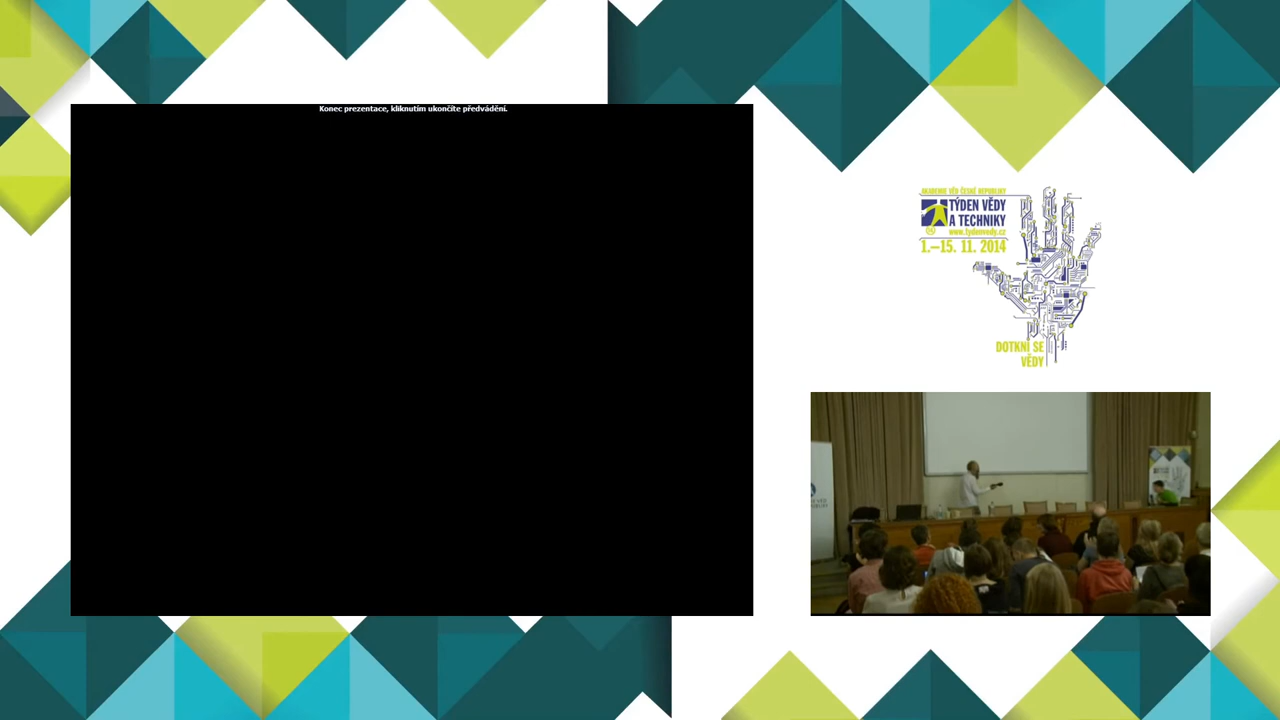 Konec prezentace, kliknutím ukončíte předvádění.
AKADEMIE VĚD ČESKÉ REPUBLIKY
TÝDEN VĚDY
A TECHNIKY
www.tydenvedy.cz
1.–15. 11. 2014
DOTKNI SE
VĚDY